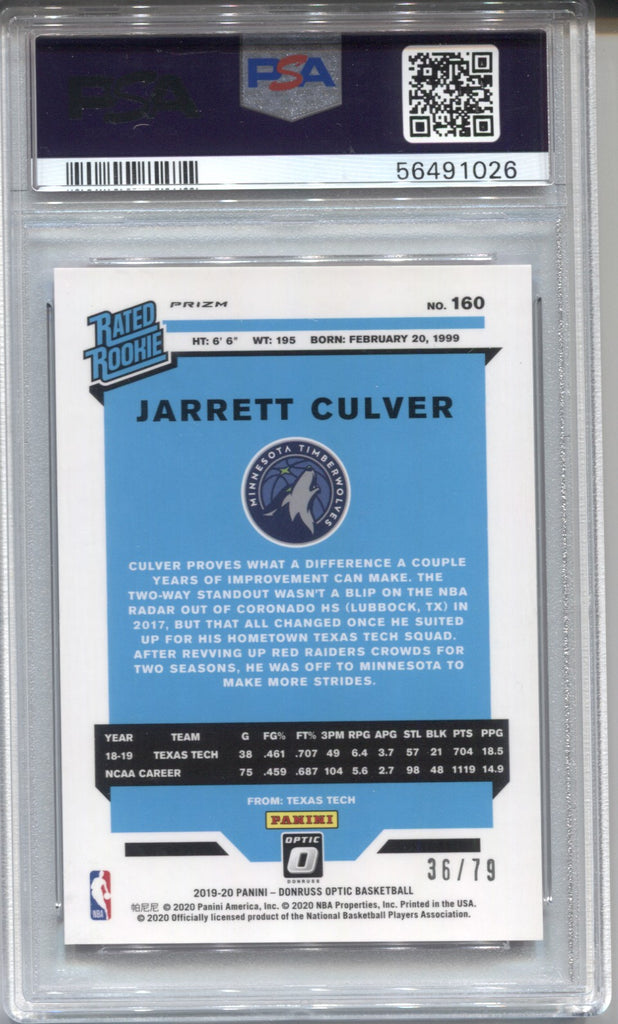 PSA
PSA
56491026
RATED
ROOKIE
PRIZM
NO. 160
HT: 6' 6" WT: 195 BORN: FEBRUARY 20, 1999
JARRETT CULVER
MINNESOTA TIMBERWOLVES
CULVER PROVES WHAT A DIFFERENCE A COUPLE
YEARS OF IMPROVEMENT CAN MAKE. THE
TWO-WAY STANDOUT WASN'T A BLIP ON THE NBA
RADAR OUT OF CORONADO HS (LUBBOCK, TX) IN
2017, BUT THAT ALL CHANGED ONCE HE SUITED
UP FOR HIS HOMETOWN TEXAS TECH SQUAD.
AFTER REVVING UP RED RAIDERS CROWDS FOR
TWO SEASONS, HE WAS OFF TO MINNESOTA TO
MAKE MORE STRIDES.
YEAR TEAM G FG% FT% 3PM RPG APG STL BLK PTS PPG
18-19 TEXAS TECH 38 .461 .707 49 6.4 3.7 57 21 704 18.5
NCAA CAREER 75 .459 .687 104 5.6 2.7 98 48 1119 14.9
FROM: TEXAS TECH
PANINI
OPTIC
DONRUSS
36/79
2019-20 PANINI – DONRUSS OPTIC BASKETBALL
NBA
帕尼尼 © 2020 Panini America, Inc. © 2020 NBA Properties, Inc. Printed in the USA.
© 2020 Officially licensed product of the National Basketball Players Association.